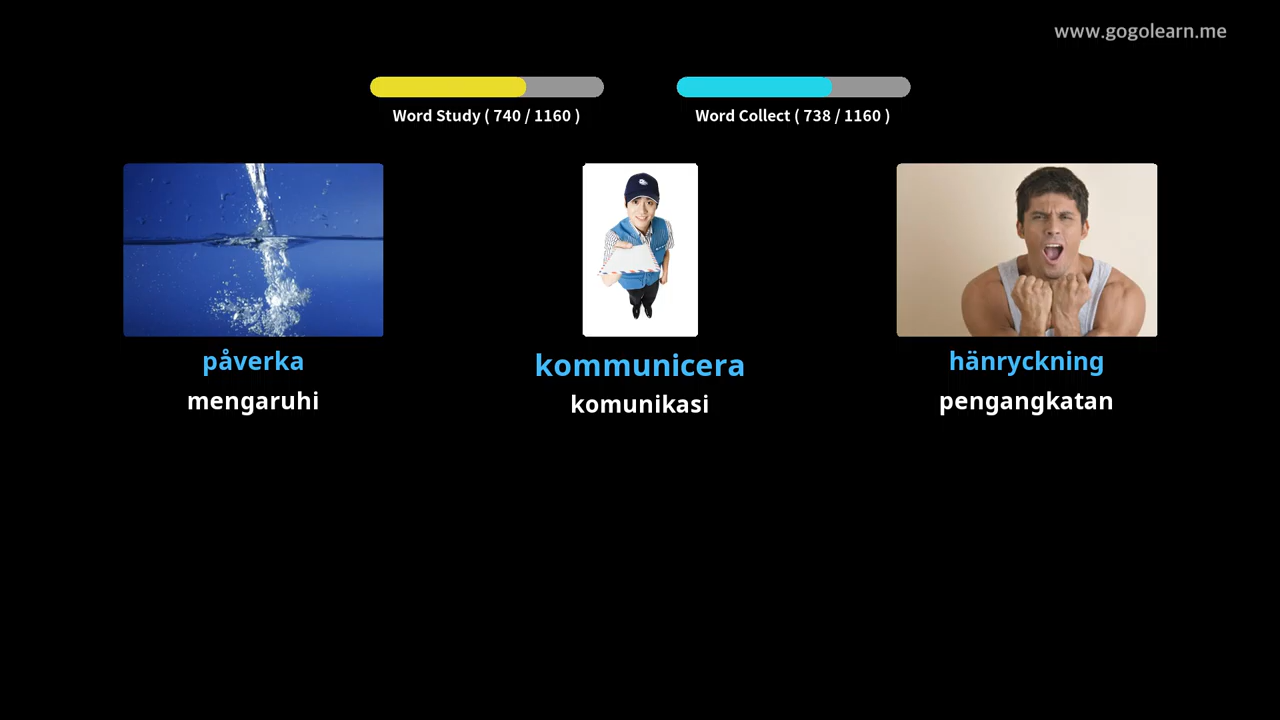 www.gogolearn.me
Word Study ( 740 / 1160 )
Word Collect ( 738 / 1160 )
påverka
kommunicera
hänryckning
mengaruhi
komunikasi
pengangkatan